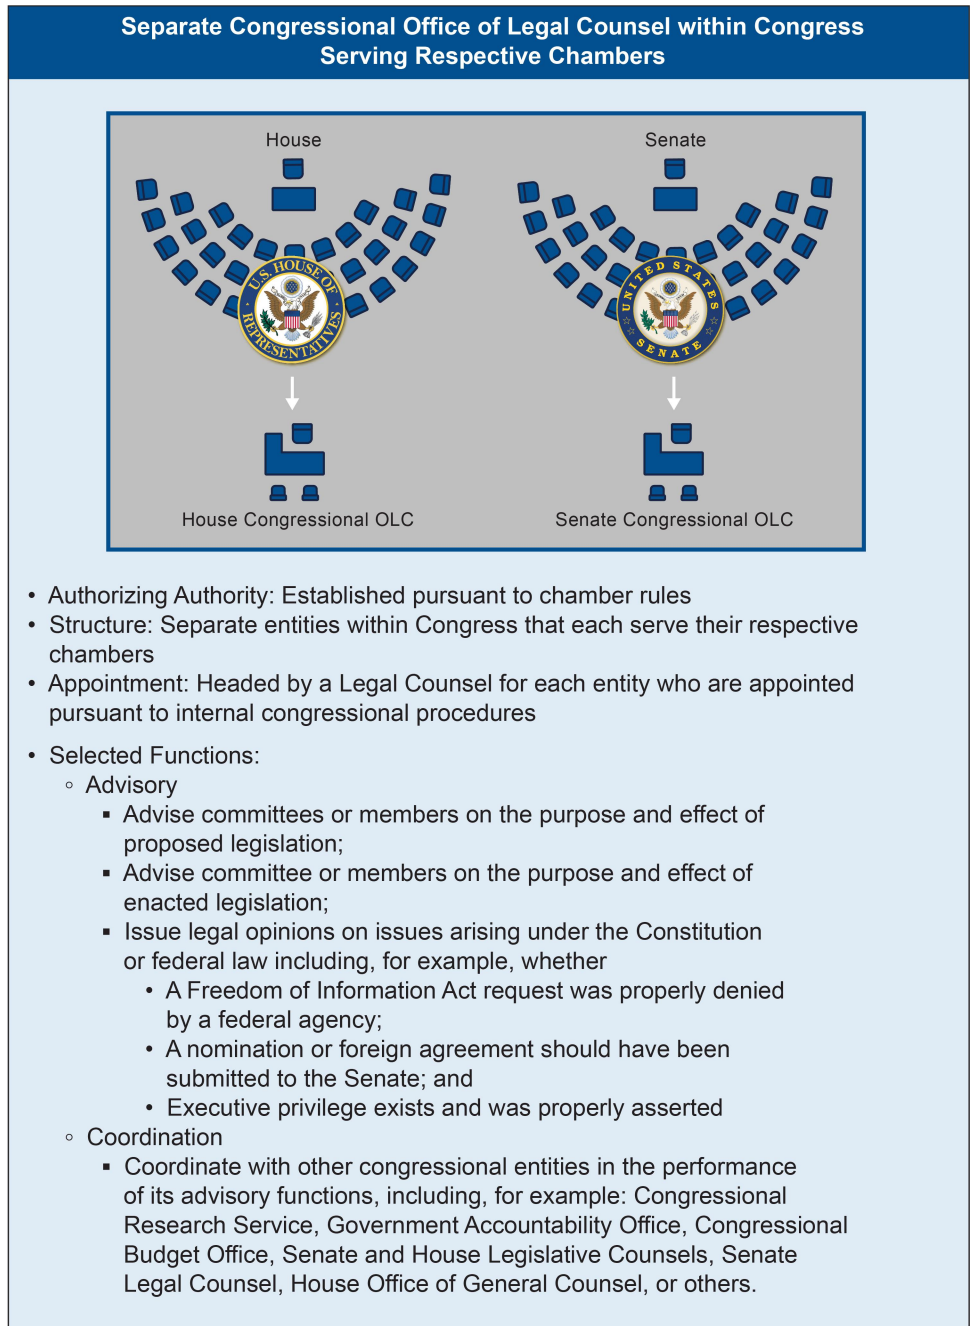 Separate Congressional Office of Legal Counsel within Congress
Serving Respective Chambers
House
Senate
U.S. HOUSE OF
REPRESENTATIVES
UNITED STATES
SENATE
House Congressional OLC
Senate Congressional OLC
• Authorizing Authority: Established pursuant to chamber rules
• Structure: Separate entities within Congress that each serve their respective
chambers
• Appointment: Headed by a Legal Counsel for each entity who are appointed
pursuant to internal congressional procedures
• Selected Functions:
◦ Advisory
▪ Advise committees or members on the purpose and effect of
proposed legislation;
▪ Advise committee or members on the purpose and effect of
enacted legislation;
▪ Issue legal opinions on issues arising under the Constitution
or federal law including, for example, whether
• A Freedom of Information Act request was properly denied
by a federal agency;
• A nomination or foreign agreement should have been
submitted to the Senate; and
• Executive privilege exists and was properly asserted
◦ Coordination
▪ Coordinate with other congressional entities in the performance
of its advisory functions, including, for example: Congressional
Research Service, Government Accountability Office, Congressional
Budget Office, Senate and House Legislative Counsels, Senate
Legal Counsel, House Office of General Counsel, or others.